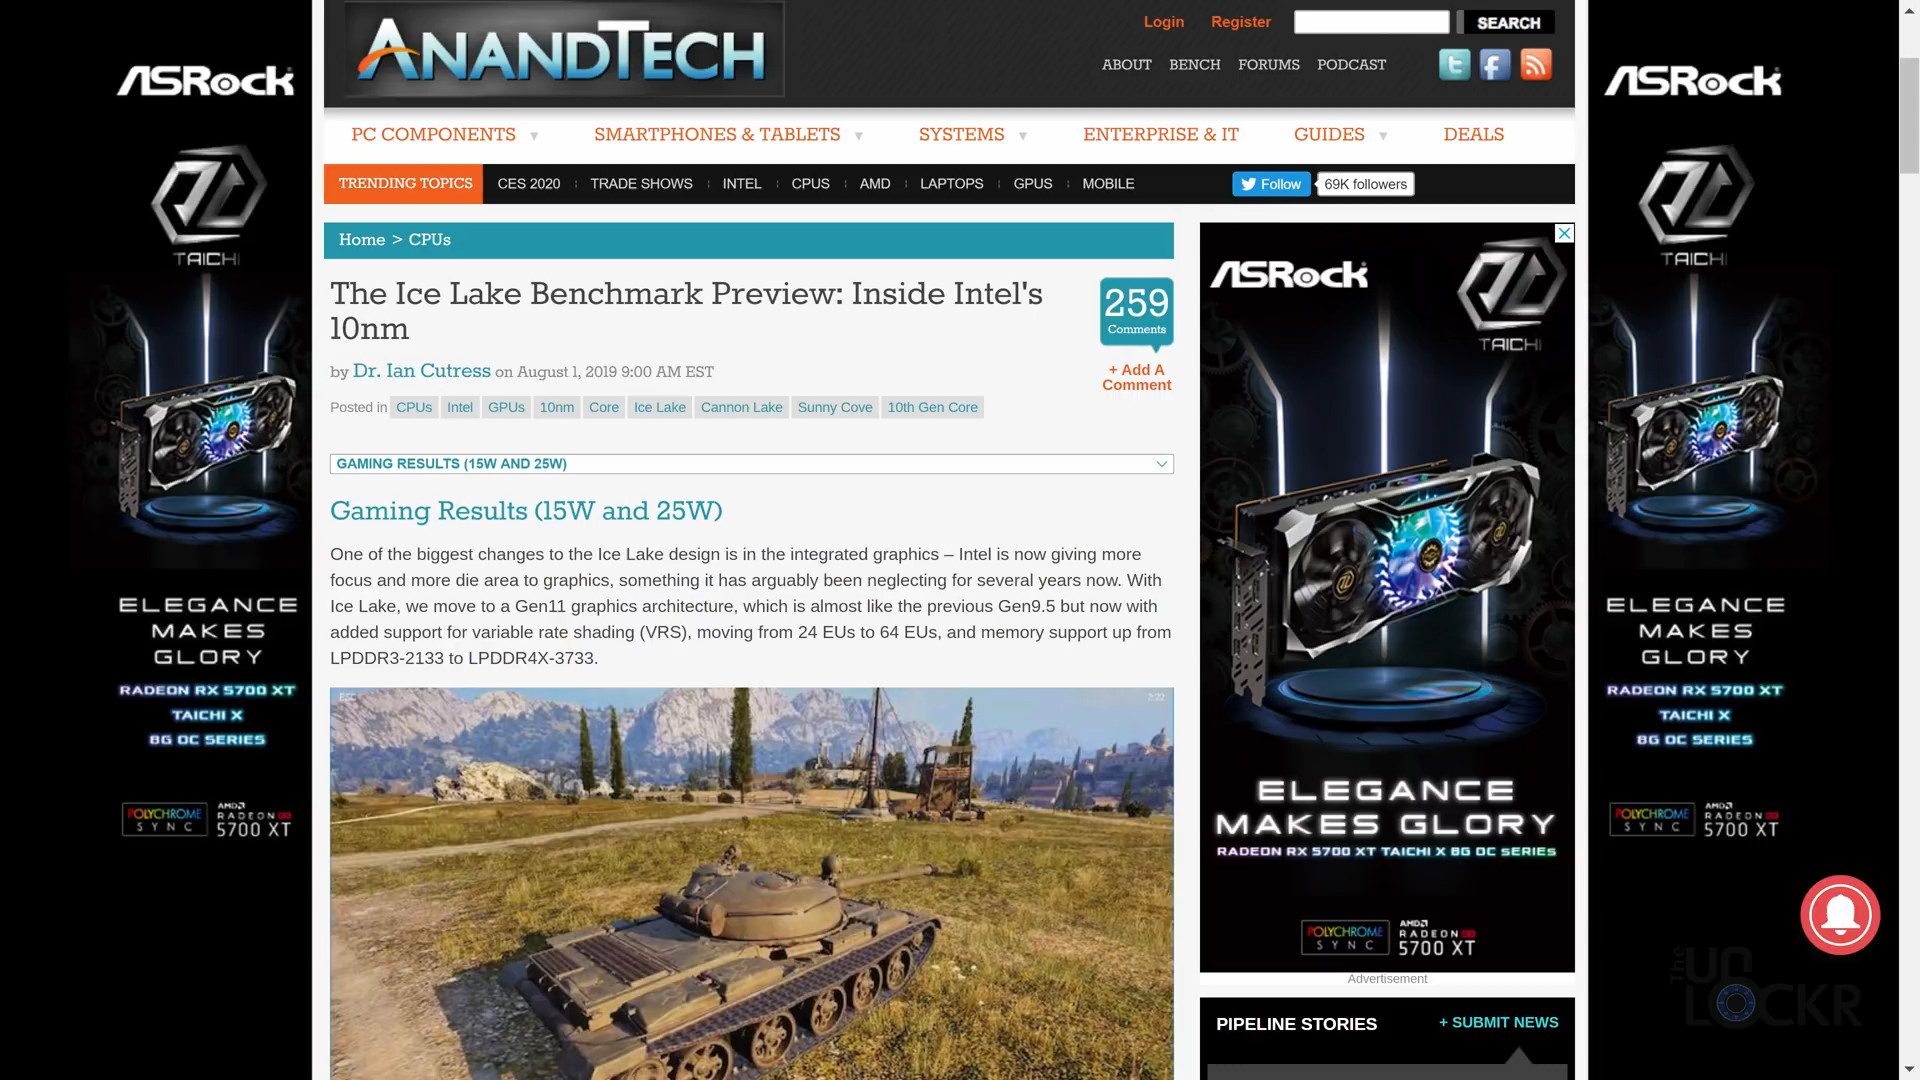 ANANDTECH
Login
Register
SEARCH
ABOUT
BENCH
FORUMS
PODCAST
PC COMPONENTS
SMARTPHONES & TABLETS
SYSTEMS
ENTERPRISE & IT
GUIDES
DEALS
TRENDING TOPICS
CES 2020
TRADE SHOWS
INTEL
CPUS
AMD
LAPTOPS
GPUS
MOBILE
Follow
69K followers
Home > CPUs
The Ice Lake Benchmark Preview: Inside Intel's
10nm
by Dr. Ian Cutress on August 1, 2019 9:00 AM EST
259
Comments
+ Add A
Comment
Posted in CPUs Intel GPUs 10nm Core Ice Lake Cannon Lake Sunny Cove 10th Gen Core
GAMING RESULTS (15W AND 25W)
Gaming Results (15W and 25W)
One of the biggest changes to the Ice Lake design is in the integrated graphics – Intel is now giving more
focus and more die area to graphics, something it has arguably been neglecting for several years now. With
Ice Lake, we move to a Gen11 graphics architecture, which is almost like the previous Gen9.5 but now with
added support for variable rate shading (VRS), moving from 24 EUs to 64 EUs, and memory support up from
LPDDR3-2133 to LPDDR4X-3733.
ESC
2:22
ASRock
TAICHI
ELEGANCE
MAKES
GLORY
RADEON RX 5700 XT
TAICHI X
8G OC SERIES
POLYCHROME
SYNC
AMD
RADEON
5700 XT
ASRock
TAICHI
ELEGANCE
MAKES GLORY
RADEON RX 5700 XT TAICHI X 8G OC SERIES
POLYCHROME
SYNC
AMD
RADEON
5700 XT
Advertisement
PIPELINE STORIES
+ SUBMIT NEWS
ASRock
TAICHI
ELEGANCE
MAKES
GLORY
RADEON RX 5700 XT
TAICHI X
8G OC SERIES
POLYCHROME
SYNC
AMD
RADEON
5700 XT
The
UN
LOCKR